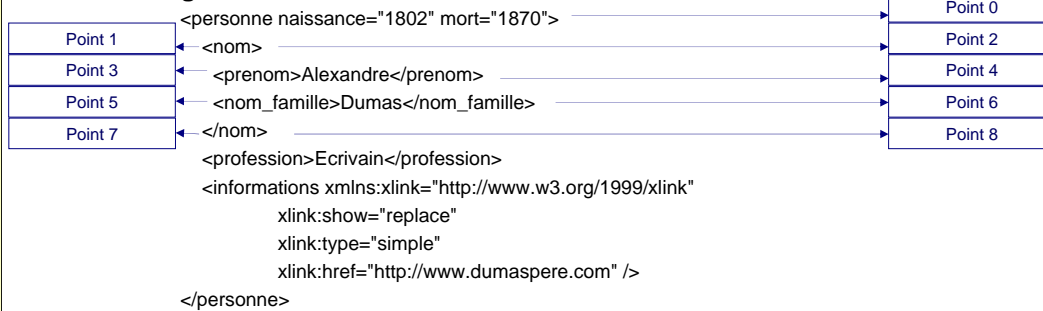 <personne naissance="1802" mort="1870"> Point 0
Point 1 <nom> Point 2
Point 3 <prenom>Alexandre</prenom> Point 4
Point 5 <nom_famille>Dumas</nom_famille> Point 6
Point 7 </nom> Point 8
<profession>Ecrivain</profession>
<informations xmlns:xlink="http://www.w3.org/1999/xlink"
xlink:show="replace"
xlink:type="simple"
xlink:href="http://www.dumaspere.com" />
</personne>